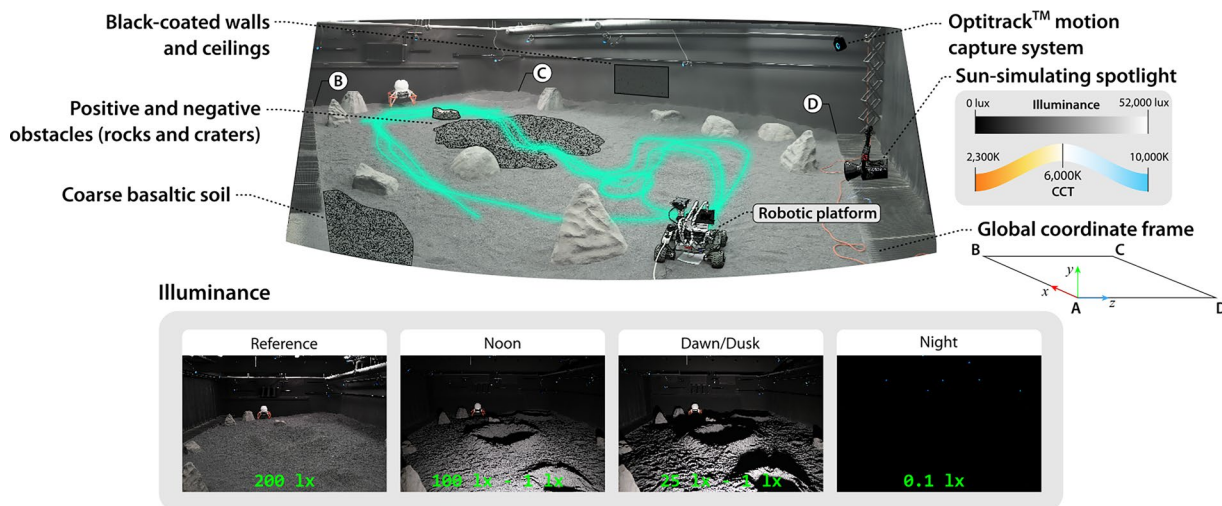 Black-coated walls
and ceilings
Positive and negative
obstacles (rocks and craters)
Coarse basaltic soil
B
C
D
Robotic platform
Optitrack™ motion
capture system
Sun-simulating spotlight
0 lux
Illuminance
52,000 lux
2,300K
6,000K
10,000K
CCT
Global coordinate frame
B
C
y
x
A
z
D
Illuminance
Reference
Noon
Dawn/Dusk
Night
200 lx
100 lx - 1 lx
25 lx - 1 lx
0.1 lx